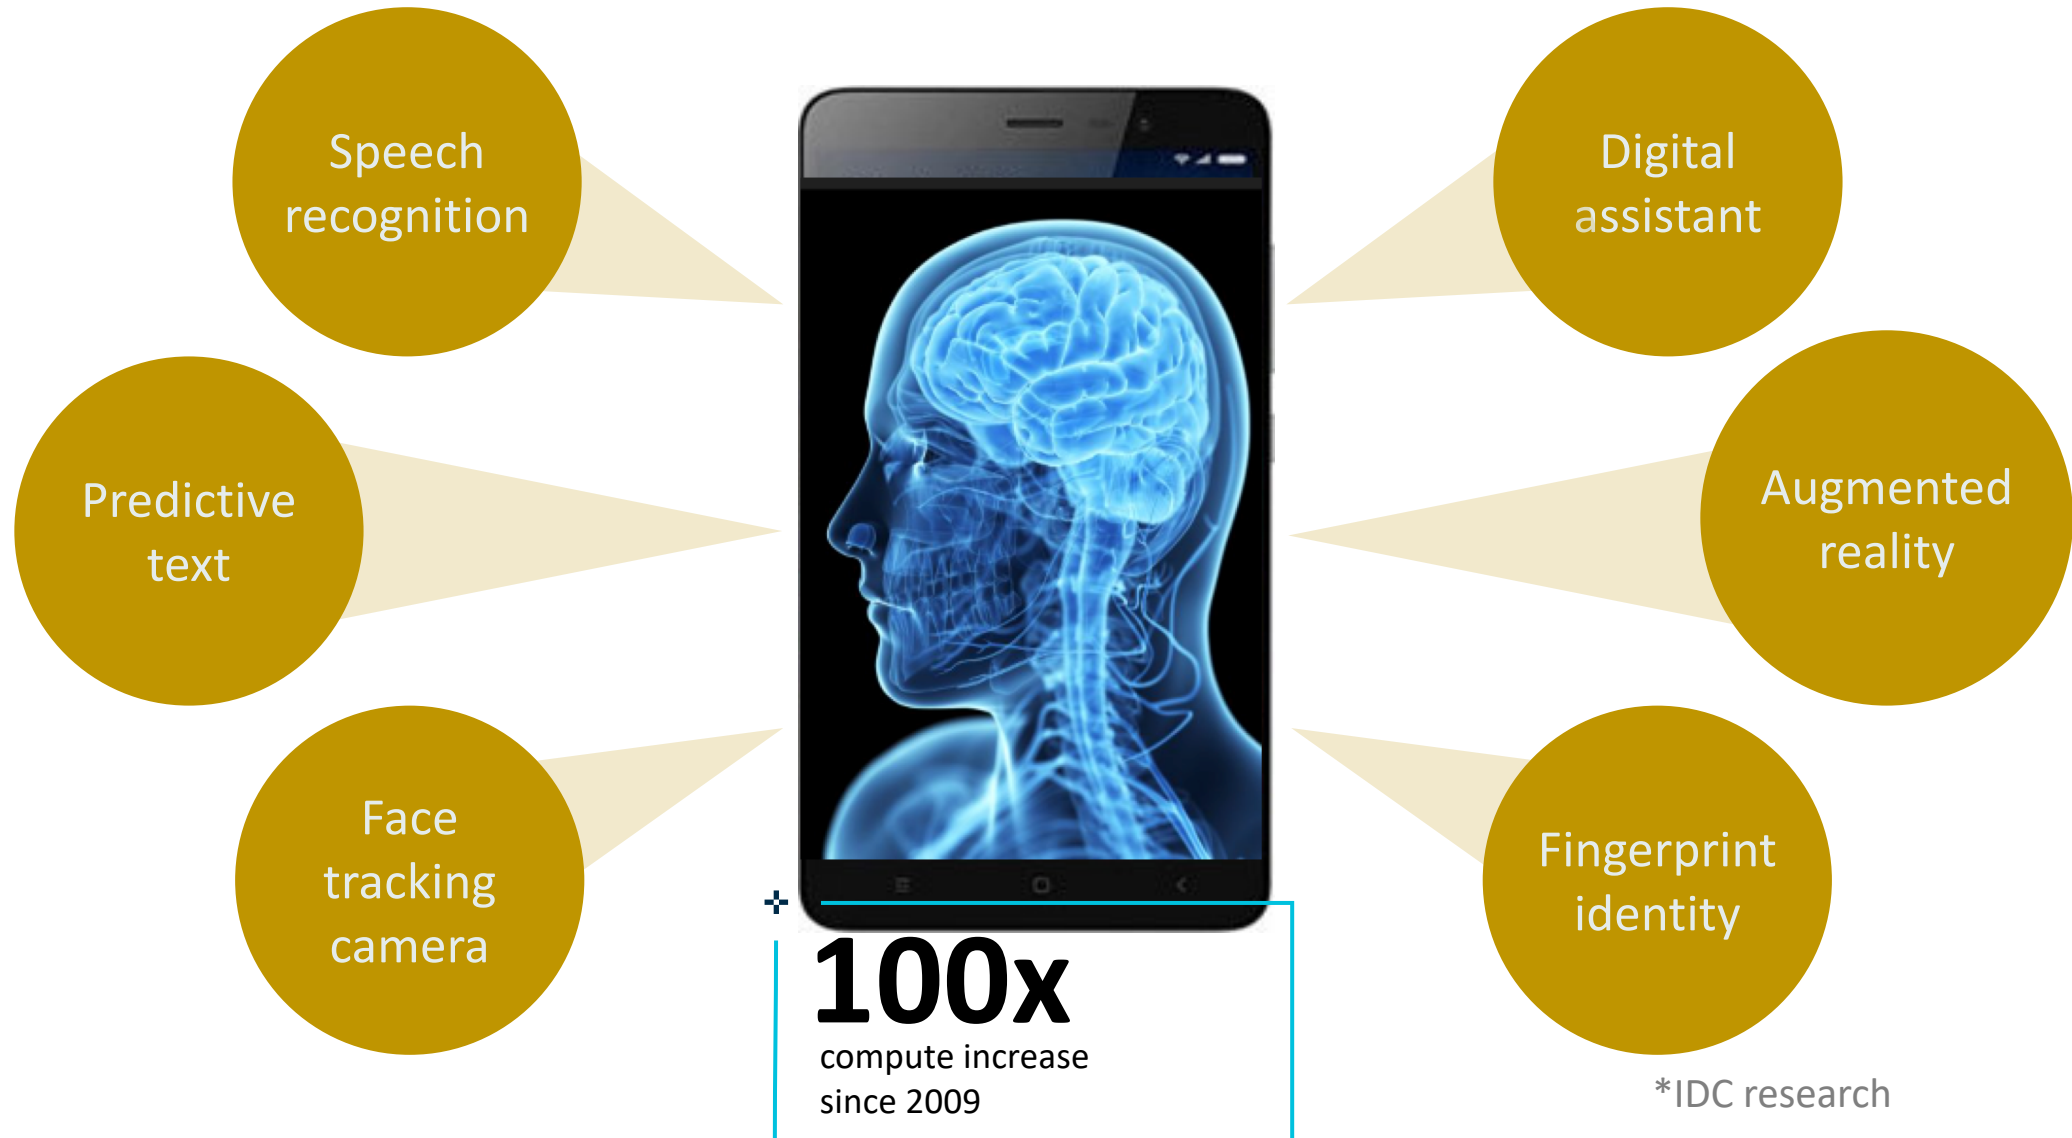 Speech
recognition
Predictive
text
Face
tracking
camera
Digital
assistant
Augmented
reality
Fingerprint
identity
100x
compute increase
since 2009
*IDC research